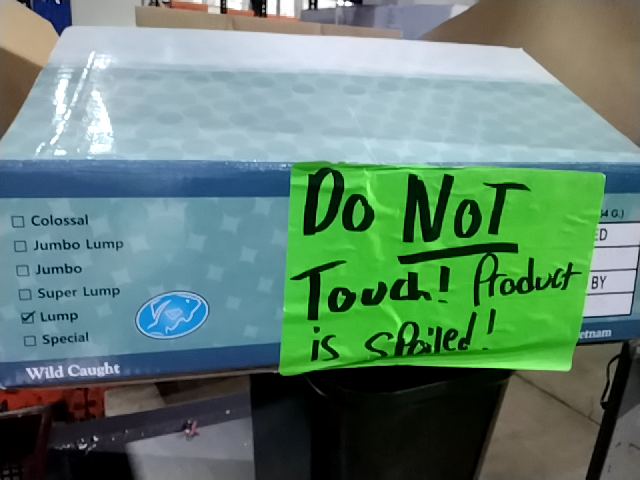 Colossal
Jumbo Lump
Jumbo
Super Lump
Lump
Special
Wild Caught
Do NOT
Touch! Product
is spoiled!
G.)
ED
BY
etnam